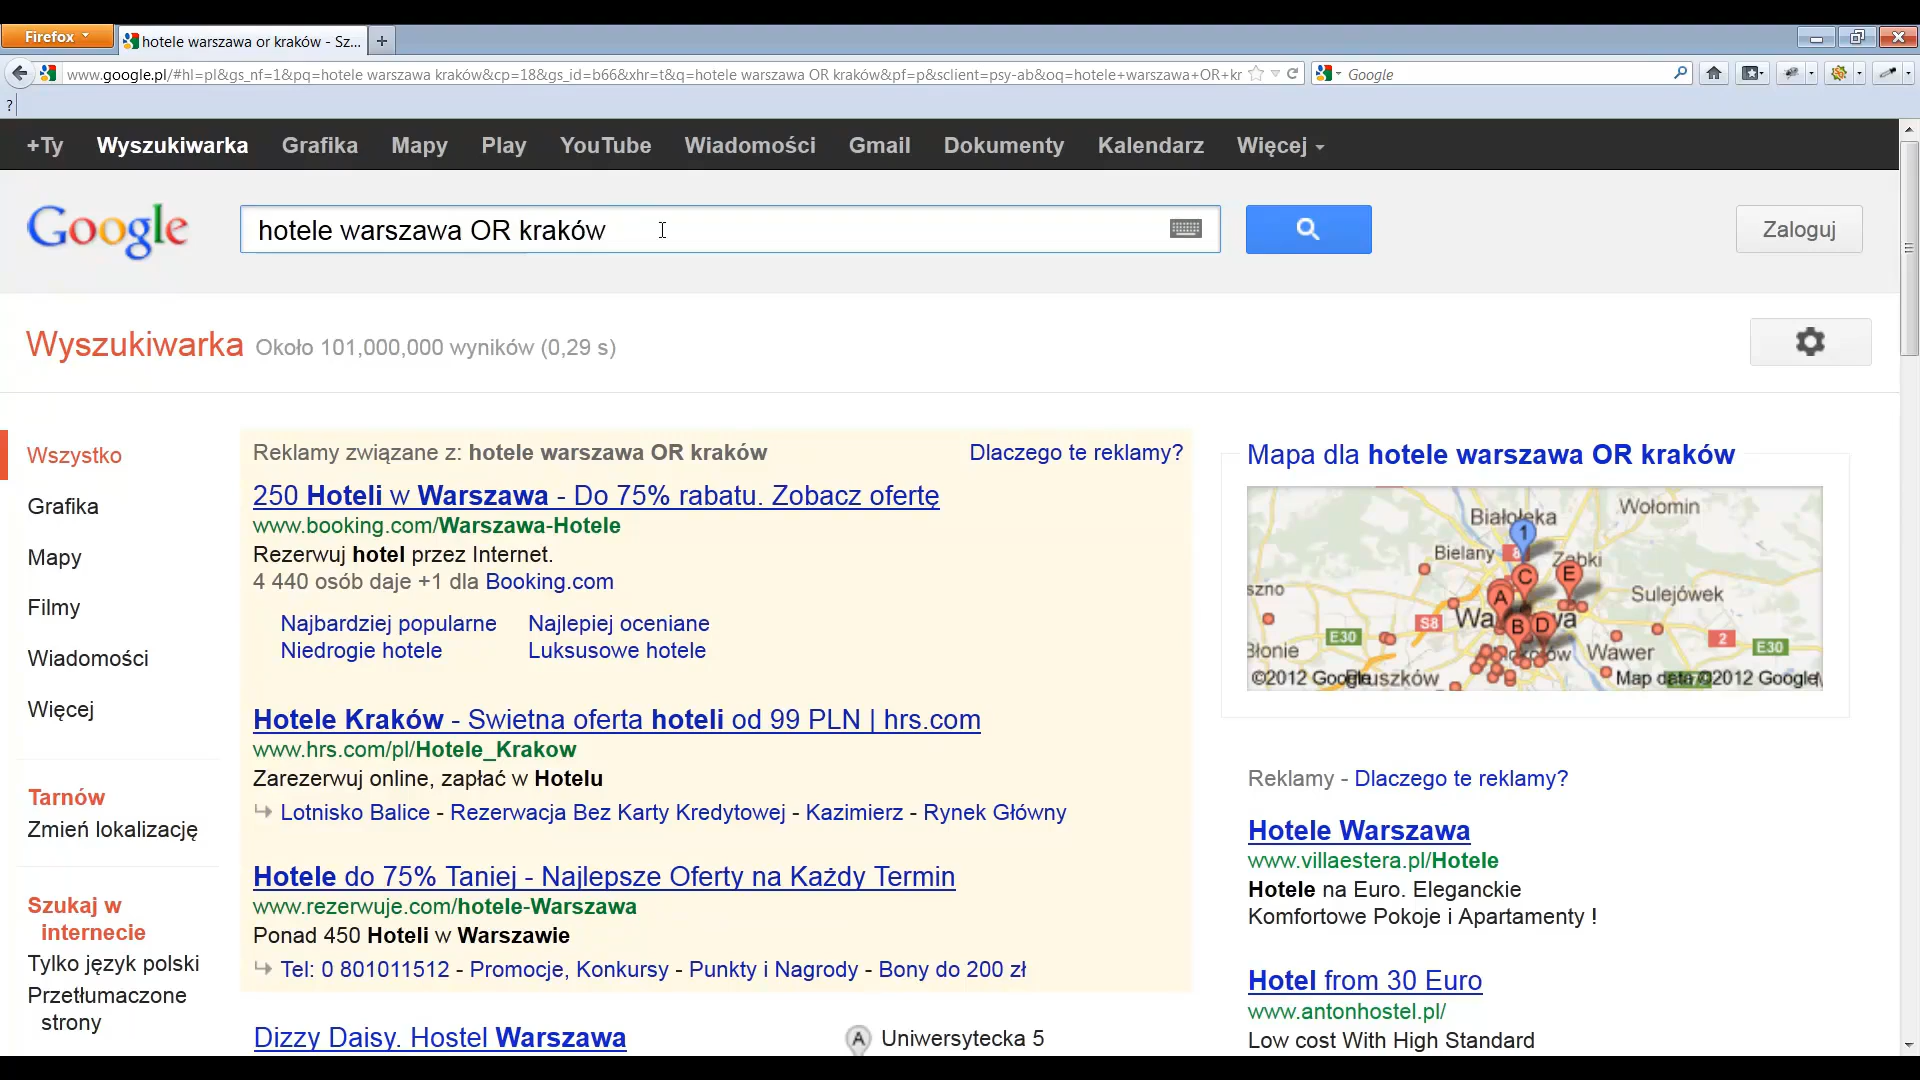 Firefox
hotele warszawa or kraków - Sz...
www.google.pl/#hl=pl&gs_nf=1&pq=hotele warszawa kraków&cp=18&gs_id=b66&xhr=t&q=hotele warszawa OR kraków&pf=p&sclient=psy-ab&oq=hotele+warszawa+OR+kr
Google
?
+Ty Wyszukiwarka Grafika Mapy Play YouTube Wiadomości Gmail Dokumenty Kalendarz Więcej
Google
hotele warszawa OR kraków
Zaloguj
Wyszukiwarka Około 101,000,000 wyników (0,29 s)
Wszystko
Grafika
Mapy
Filmy
Wiadomości
Więcej
Tarnów
Zmień lokalizację
Szukaj w
internecie
Tylko język polski
Przetłumaczone
strony
Reklamy związane z: hotele warszawa OR kraków Dlaczego te reklamy?
250 Hoteli w Warszawa - Do 75% rabatu. Zobacz ofertę
www.booking.com/Warszawa-Hotele
Rezerwuj hotel przez Internet.
4 440 osób daje +1 dla Booking.com
Najbardziej popularne Najlepiej oceniane
Niedrogie hotele Luksusowe hotele
Hotele Kraków - Swietna oferta hoteli od 99 PLN | hrs.com
www.hrs.com/pl/Hotele_Krakow
Zarezerwuj online, zapłać w Hotelu
Lotnisko Balice - Rezerwacja Bez Karty Kredytowej - Kazimierz - Rynek Główny
Hotele do 75% Taniej - Najlepsze Oferty na Każdy Termin
www.rezerwuje.com/hotele-Warszawa
Ponad 450 Hoteli w Warszawie
Tel: 0 801011512 - Promocje, Konkursy - Punkty i Nagrody - Bony do 200 zł
Dizzy Daisy. Hostel Warszawa
A Uniwersytecka 5
Mapa dla hotele warszawa OR kraków
Wołomin
Białołęka
1
Bielany 8 Ząbki
C E
szno
A
Sulejówek
S8 B D
E30 2 E30
Błonie Wawer
©2012 Google Map data ©2012 Google
Reklamy - Dlaczego te reklamy?
Hotele Warszawa
www.villaestera.pl/Hotele
Hotele na Euro. Eleganckie
Komfortowe Pokoje i Apartamenty !
Hotel from 30 Euro
www.antonhostel.pl/
Low cost With High Standard